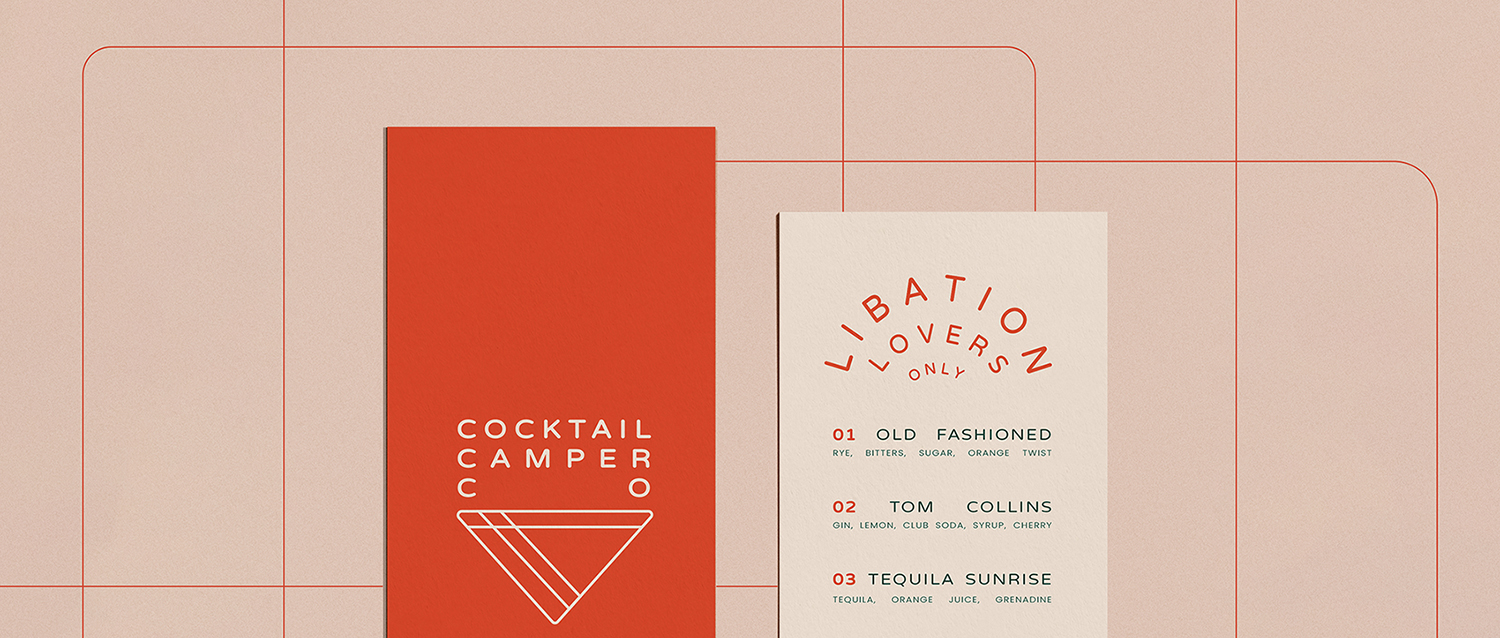 COCKTAIL
CAMPER
C O
LIBATION
LOVERS
ONLY
01 OLD FASHIONED
RYE, BITTERS, SUGAR, ORANGE TWIST
02 TOM COLLINS
GIN, LEMON, CLUB SODA, SYRUP, CHERRY
03 TEQUILA SUNRISE
TEQUILA, ORANGE JUICE, GRENADINE